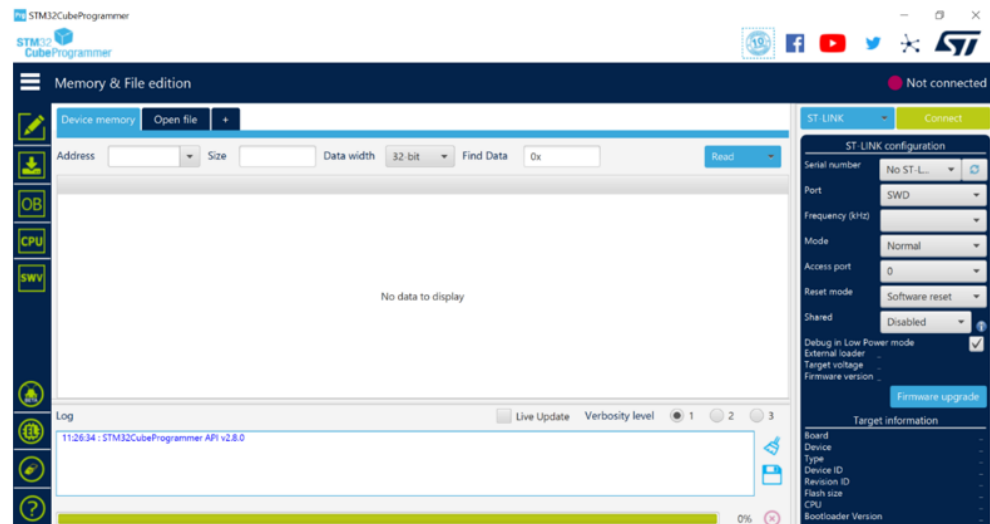 Prg STM32CubeProgrammer
STM32
CubeProgrammer
Memory & File edition
Not connected
Device memory Open file +
Address Size Data width 32-bit Find Data 0x Read
No data to display
Log Live Update Verbosity level 1 2 3
11:26:34 : STM32CubeProgrammer API v2.8.0
0%
OB
CPU
SWV
ST-LINK Connect
ST-LINK configuration
Serial number No ST-L...
Port SWD
Frequency (kHz)
Mode Normal
Access port 0
Reset mode Software reset
Shared Disabled
Debug in Low Power mode
External loader _
Target voltage _
Firmware version _
Firmware upgrade
Target information
Board _
Device _
Type _
Device ID _
Revision ID _
Flash size _
CPU _
Bootloader Version _